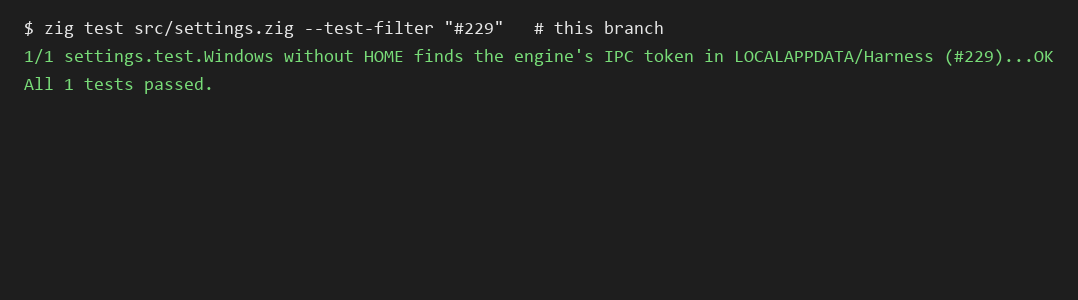 $ zig test src/settings.zig --test-filter "#229"   # this branch
1/1 settings.test.Windows without HOME finds the engine's IPC token in LOCALAPPDATA/Harness (#229)...OK
All 1 tests passed.